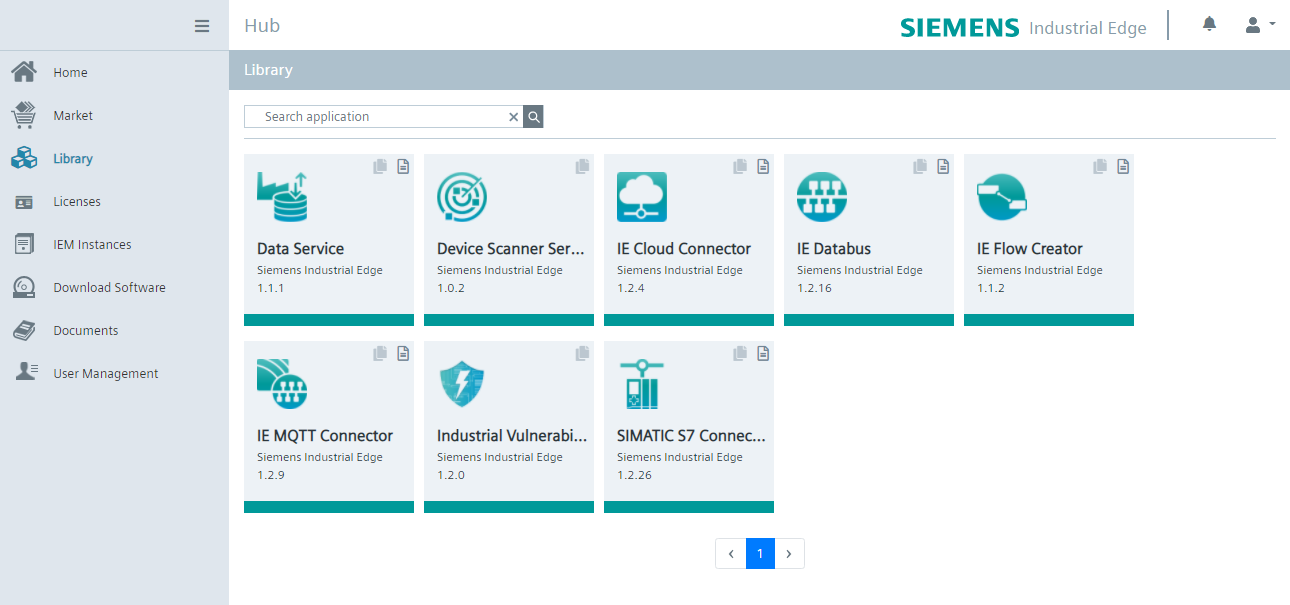 Hub
SIEMENS Industrial Edge
Home
Market
Library
Licenses
IEM Instances
Download Software
Documents
User Management
Library
Search application
Data Service
Siemens Industrial Edge
1.1.1
Device Scanner Ser...
Siemens Industrial Edge
1.0.2
IE Cloud Connector
Siemens Industrial Edge
1.2.4
IE Databus
Siemens Industrial Edge
1.2.16
IE Flow Creator
Siemens Industrial Edge
1.1.2
IE MQTT Connector
Siemens Industrial Edge
1.2.9
Industrial Vulnerabi...
Siemens Industrial Edge
1.2.0
SIMATIC S7 Connec...
Siemens Industrial Edge
1.2.26
‹ 1 ›